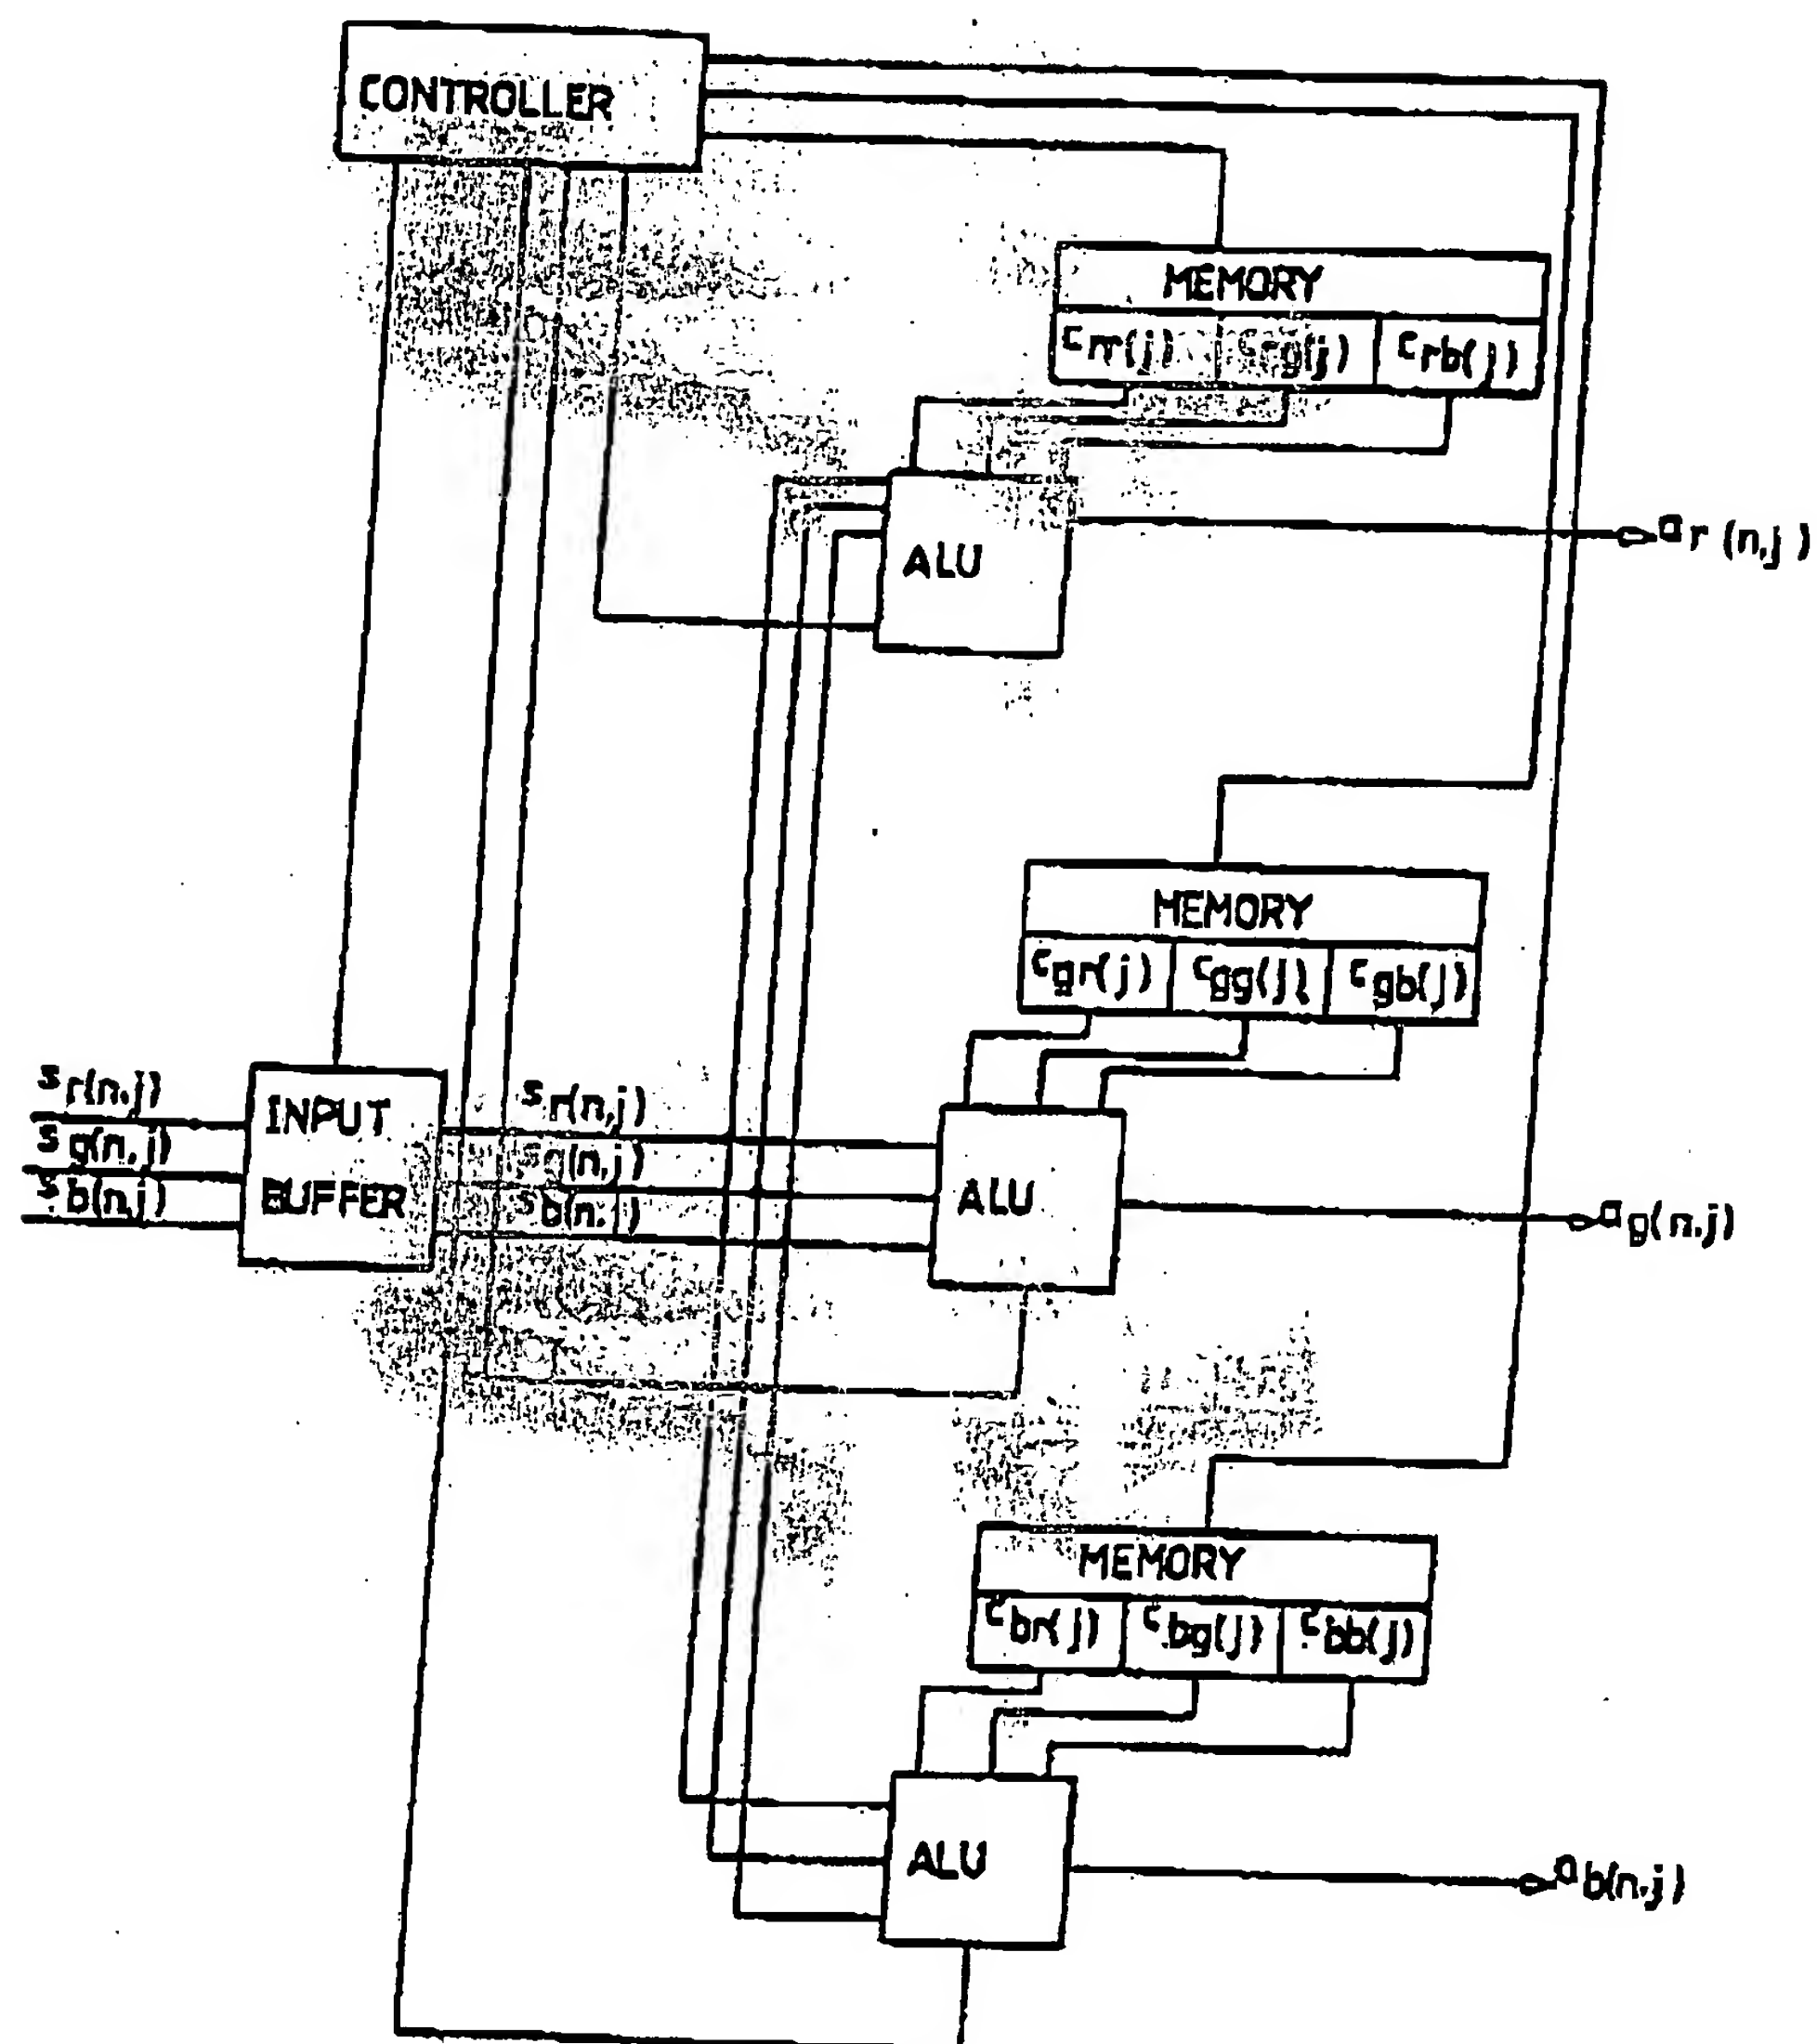 CONTROLLER
MEMORY
c rr(j) c rg(j) c rb(j)
ALU
a r (n,j)
MEMORY
c gr(j) c gg(j) c gb(j)
s r(n,j)
s g(n,j)
s b(n,j)
INPUT
BUFFER
s r(n,j)
s g(n,j)
s b(n,j)
ALU
a g(n,j)
MEMORY
c br(j) c bg(j) c bb(j)
ALU
a b(n,j)